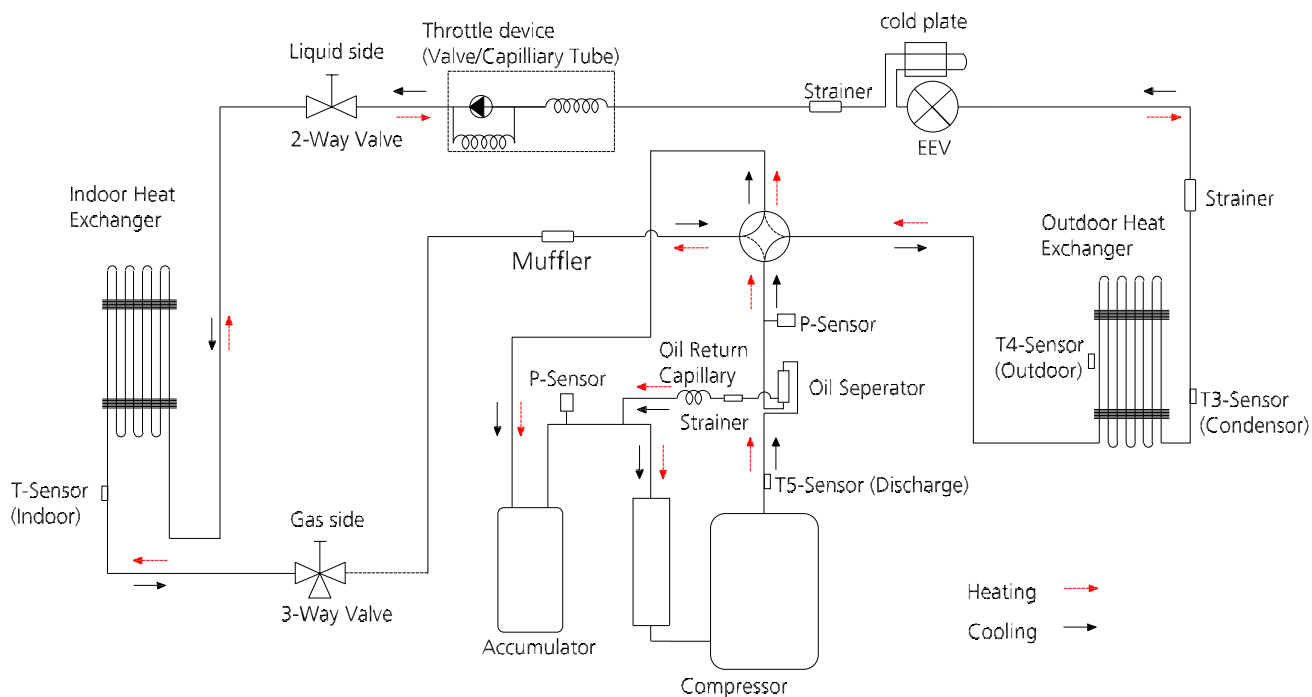 cold plate
Throttle device
(Valve/Capilliary Tube)
Liquid side
Strainer
2-Way Valve
EEV
Indoor Heat
Exchanger
Strainer
Outdoor Heat
Exchanger
Muffler
P-Sensor
T4-Sensor
(Outdoor)
Oil Return
Capillary
P-Sensor
Oil Seperator
Strainer
T3-Sensor
(Condensor)
T-Sensor
(Indoor)
T5-Sensor (Discharge)
Gas side
3-Way Valve
Heating
Cooling
Accumulator
Compressor